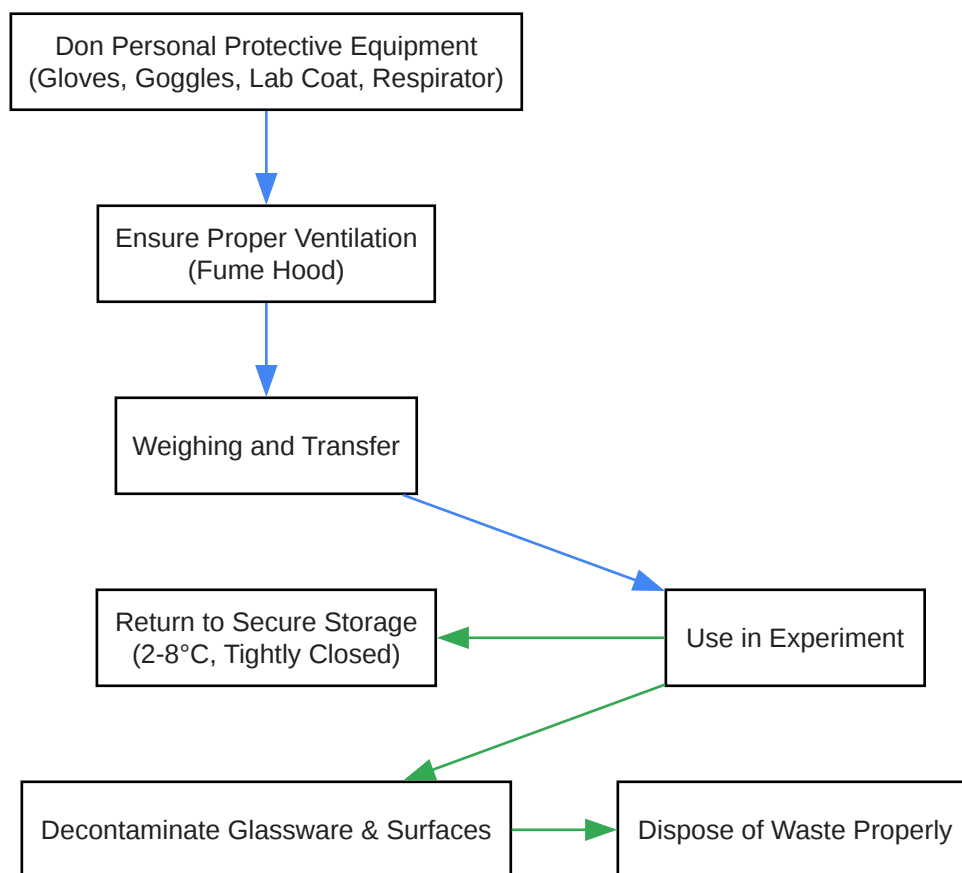 Don Personal Protective Equipment
(Gloves, Goggles, Lab Coat, Respirator)
Ensure Proper Ventilation
(Fume Hood)
Weighing and Transfer
Return to Secure Storage
(2-8°C, Tightly Closed)
Use in Experiment
Decontaminate Glassware & Surfaces
Dispose of Waste Properly